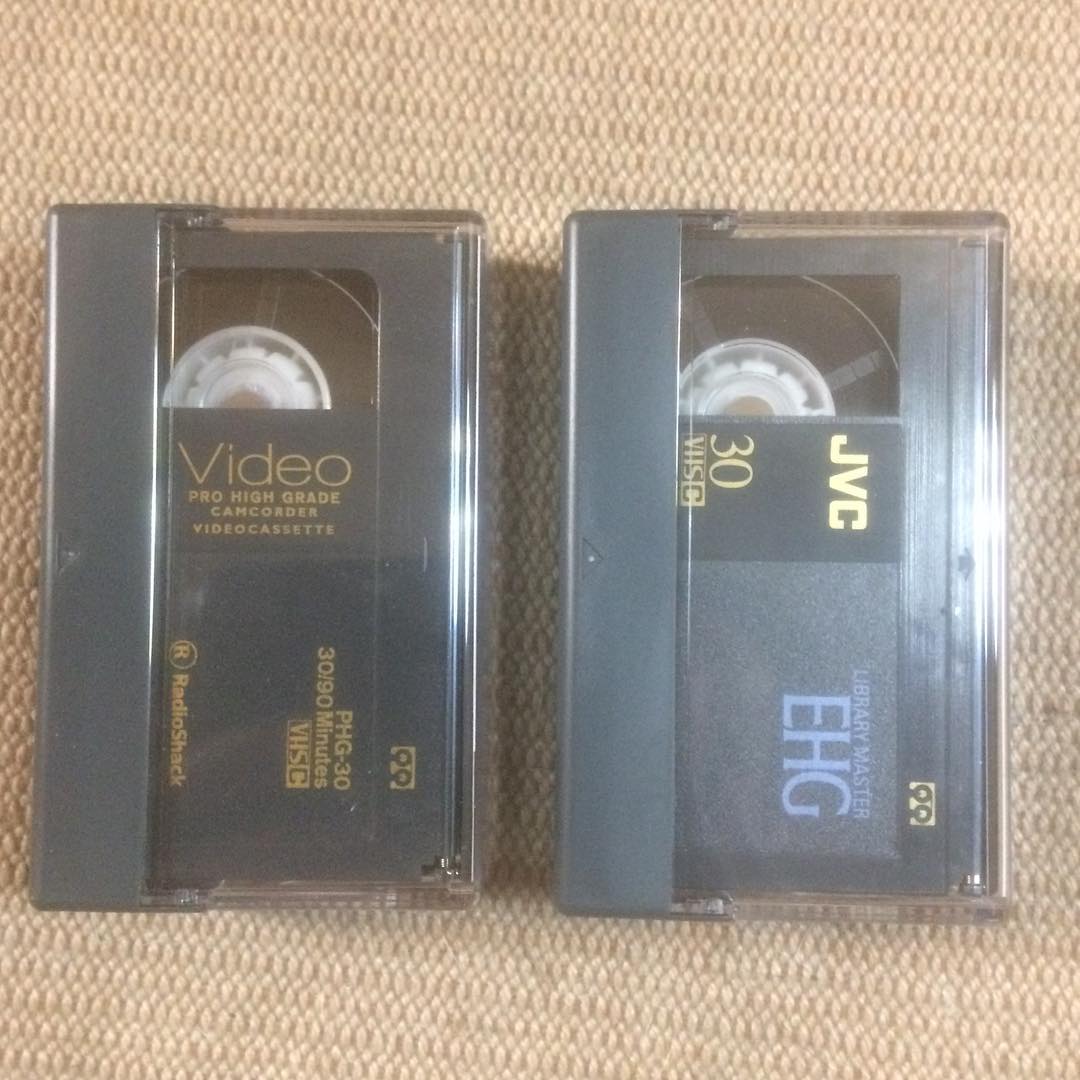 Video
PRO HIGH GRADE
CAMCORDER
VIDEOCASSETTE
PHG-30
30/90 Minutes
VHS C
R RadioShack
JVC
30
VHS C
LIBRARY MASTER
EHG